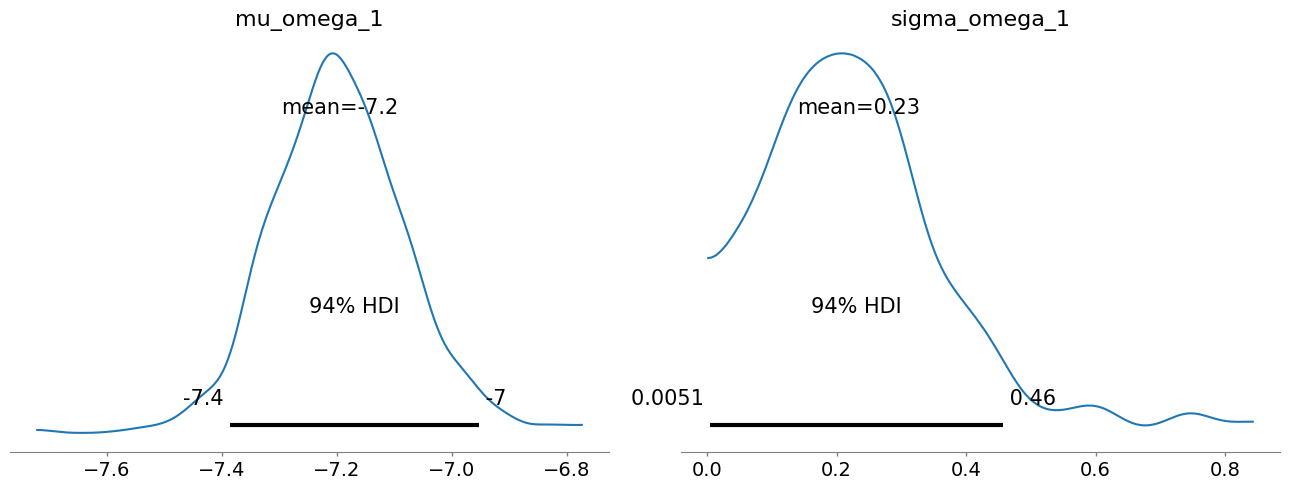 mu_omega_1
mean=-7.2
94% HDI
-7.4
-7
−7.6
−7.4
−7.2
−7.0
−6.8
sigma_omega_1
mean=0.23
94% HDI
0.0051
0.46
0.0
0.2
0.4
0.6
0.8